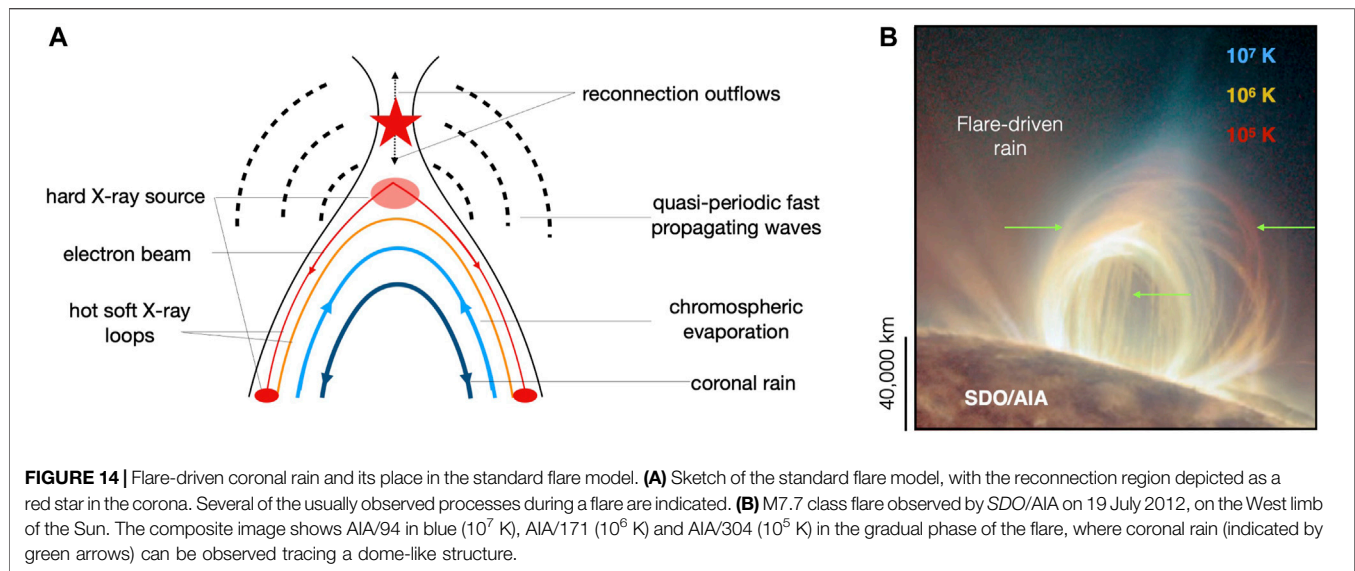 A
reconnection outflows
hard X-ray source
quasi-periodic fast
propagating waves
electron beam
hot soft X-ray
loops
chromospheric
evaporation
coronal rain
B
10⁷ K
10⁶ K
10⁵ K
Flare-driven
rain
40,000 km
SDO/AIA
FIGURE 14 | Flare-driven coronal rain and its place in the standard flare model. (A) Sketch of the standard flare model, with the reconnection region depicted as a
red star in the corona. Several of the usually observed processes during a flare are indicated. (B) M7.7 class flare observed by SDO/AIA on 19 July 2012, on the West limb
of the Sun. The composite image shows AIA/94 in blue (10⁷ K), AIA/171 (10⁶ K) and AIA/304 (10⁵ K) in the gradual phase of the flare, where coronal rain (indicated by
green arrows) can be observed tracing a dome-like structure.